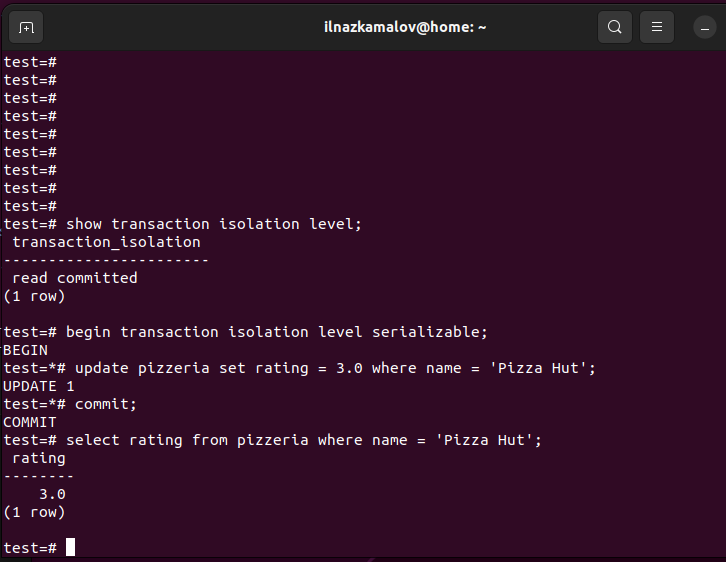 ilnazkamalov@home: ~
test=#
test=#
test=#
test=#
test=#
test=#
test=#
test=#
test=#
test=# show transaction isolation level;
transaction_isolation
-----------------------
read committed
(1 row)
test=# begin transaction isolation level serializable;
BEGIN
test=*# update pizzeria set rating = 3.0 where name = 'Pizza Hut';
UPDATE 1
test=*# commit;
COMMIT
test=# select rating from pizzeria where name = 'Pizza Hut';
rating
--------
3.0
(1 row)
test=#